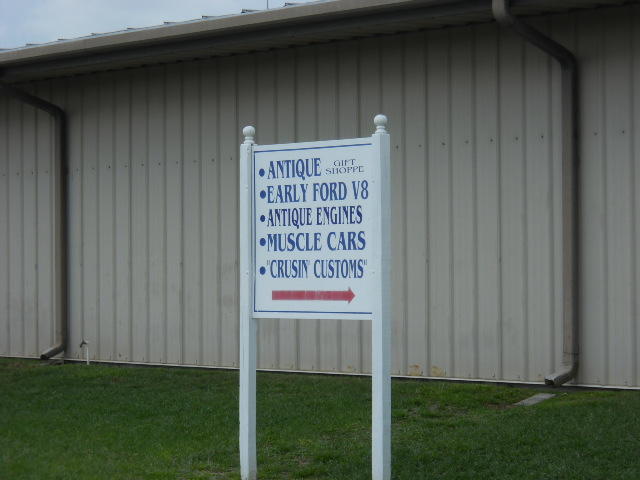 • ANTIQUE GIFT SHOPPE
• EARLY FORD V8
• ANTIQUE ENGINES
• MUSCLE CARS
• "CRUSIN' CUSTOMS"